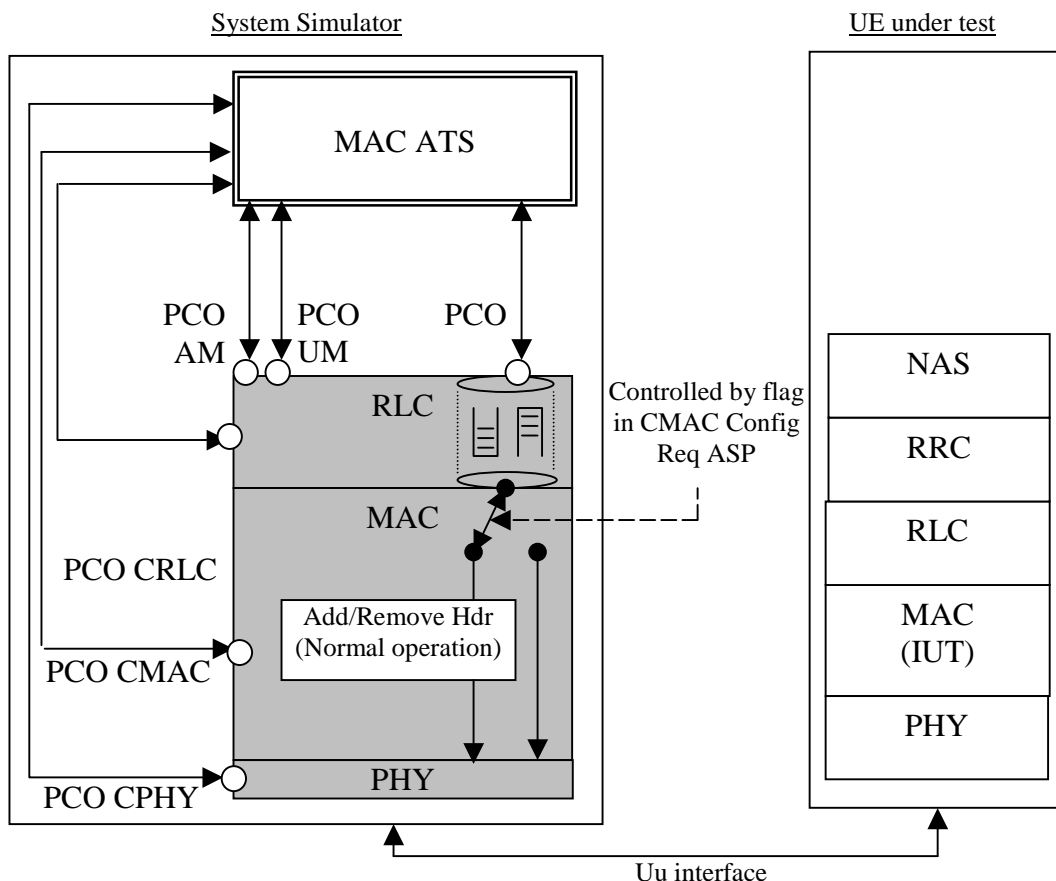 System Simulator
UE under test
MAC ATS
PCO
AM
PCO
UM
PCO
RLC
Controlled by flag
in CMAC Config
Req ASP
MAC
PCO CRLC
Add/Remove Hdr
(Normal operation)
PCO CMAC
PHY
PCO CPHY
NAS
RRC
RLC
MAC
(IUT)
PHY
Uu interface